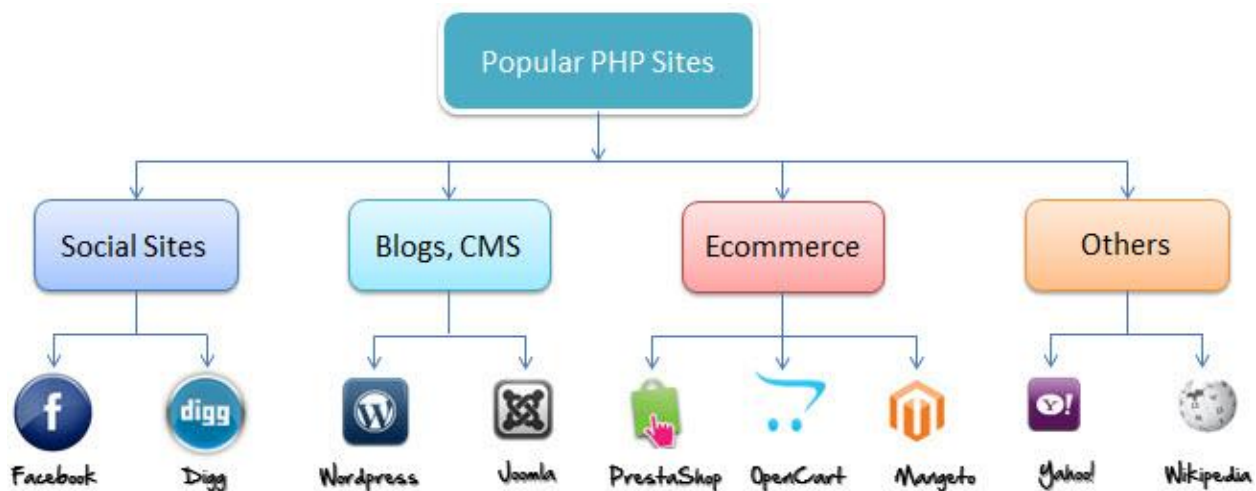 Popular PHP Sites
Social Sites
Blogs, CMS
Ecommerce
Others
f
digg
W
Y!
Facebook
Digg
Wordpress
Joomla
PrestaShop
OpenCart
Mangeto
Yahoo!
Wikipedia